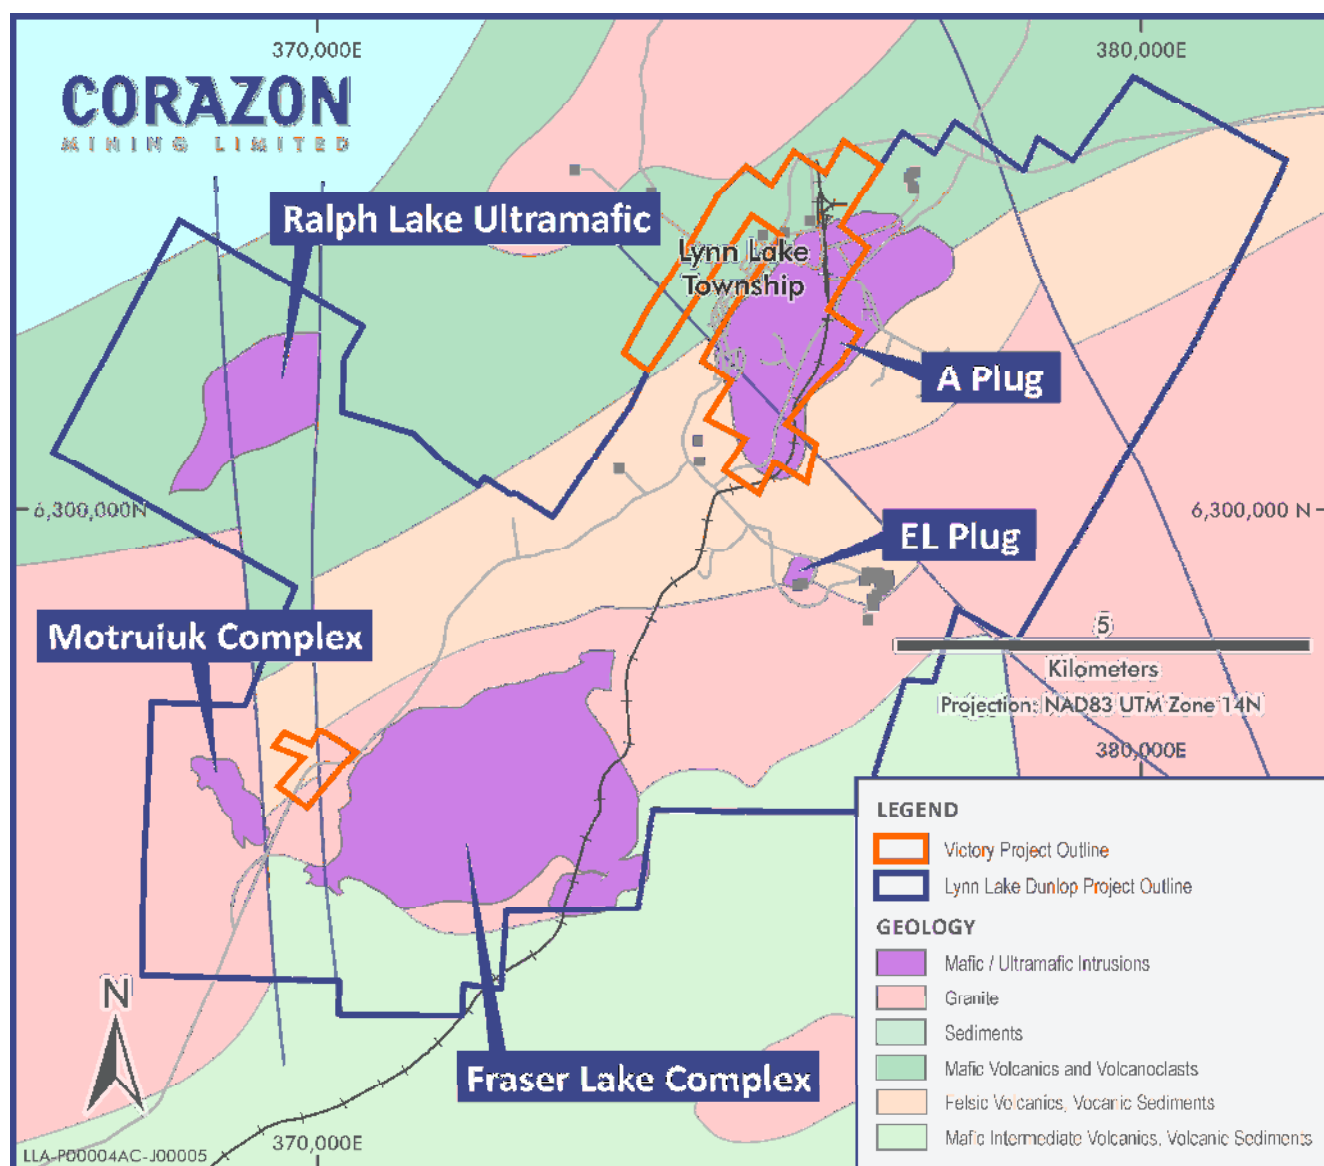 370,000E
380,000E
CORAZON
MINING LIMITED
Ralph Lake Ultramafic
Lynn Lake
Township
A Plug
6,300,000N
6,300,000 N
EL Plug
Motruiuk Complex
5
Kilometers
Projection: NAD83 UTM Zone 14N
380,000E
LEGEND
Victory Project Outline
Lynn Lake Dunlop Project Outline
GEOLOGY
Mafic / Ultramafic Intrusions
Granite
Sediments
Mafic Volcanics and Volcanoclasts
Felsic Volcanics, Vocanic Sediments
Mafic Intermediate Volcanics, Volcanic Sediments
N
Fraser Lake Complex
370,000E
LLA-P00004AC-J00005